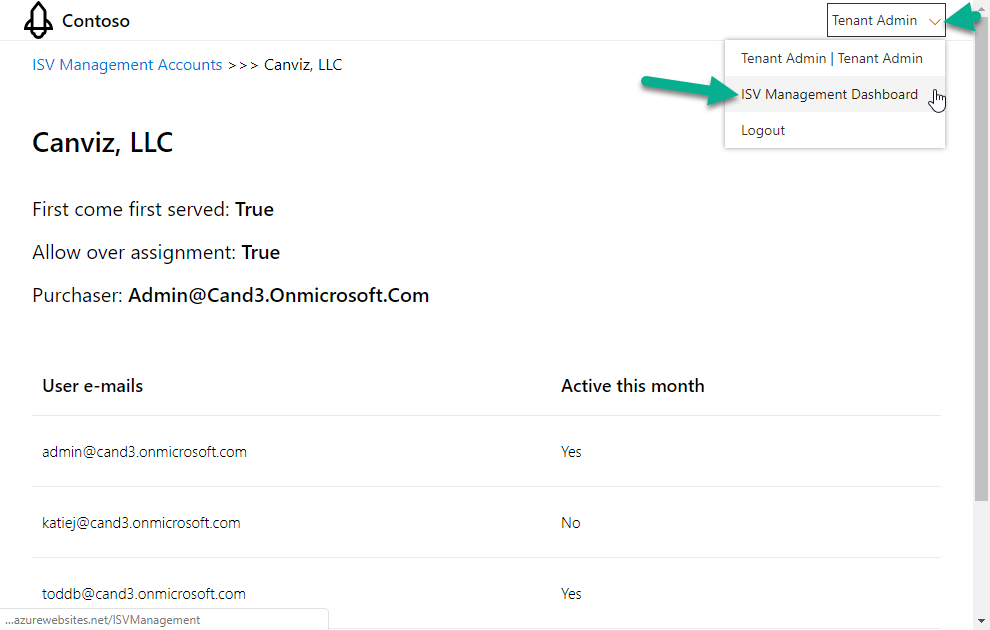 Contoso
Tenant Admin
ISV Management Accounts >>> Canviz, LLC
Tenant Admin | Tenant Admin
ISV Management Dashboard
Logout
Canviz, LLC
First come first served: True
Allow over assignment: True
Purchaser: Admin@Cand3.Onmicrosoft.Com
User e-mails Active this month
admin@cand3.onmicrosoft.com Yes
katiej@cand3.onmicrosoft.com No
toddb@cand3.onmicrosoft.com Yes
...azurewebsites.net/ISVManagement